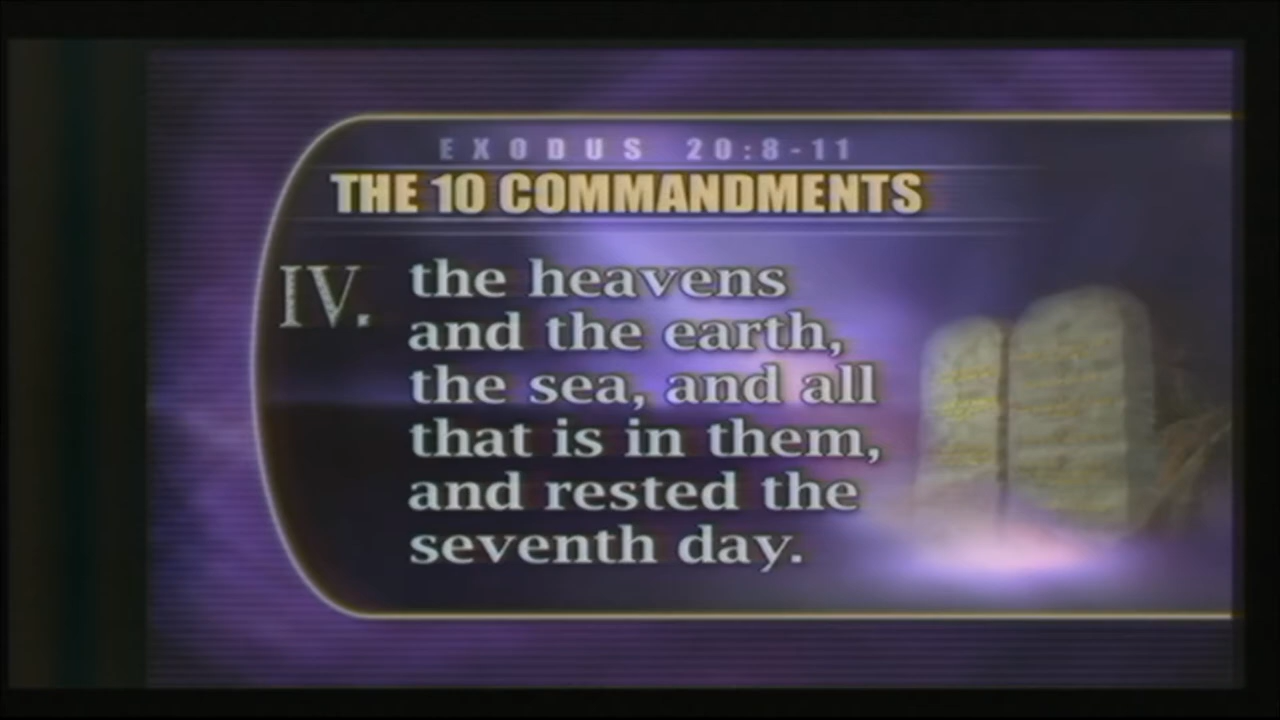 EXODUS 20:8-11
THE 10 COMMANDMENTS
IV. the heavens
and the earth,
the sea, and all
that is in them,
and rested the
seventh day.